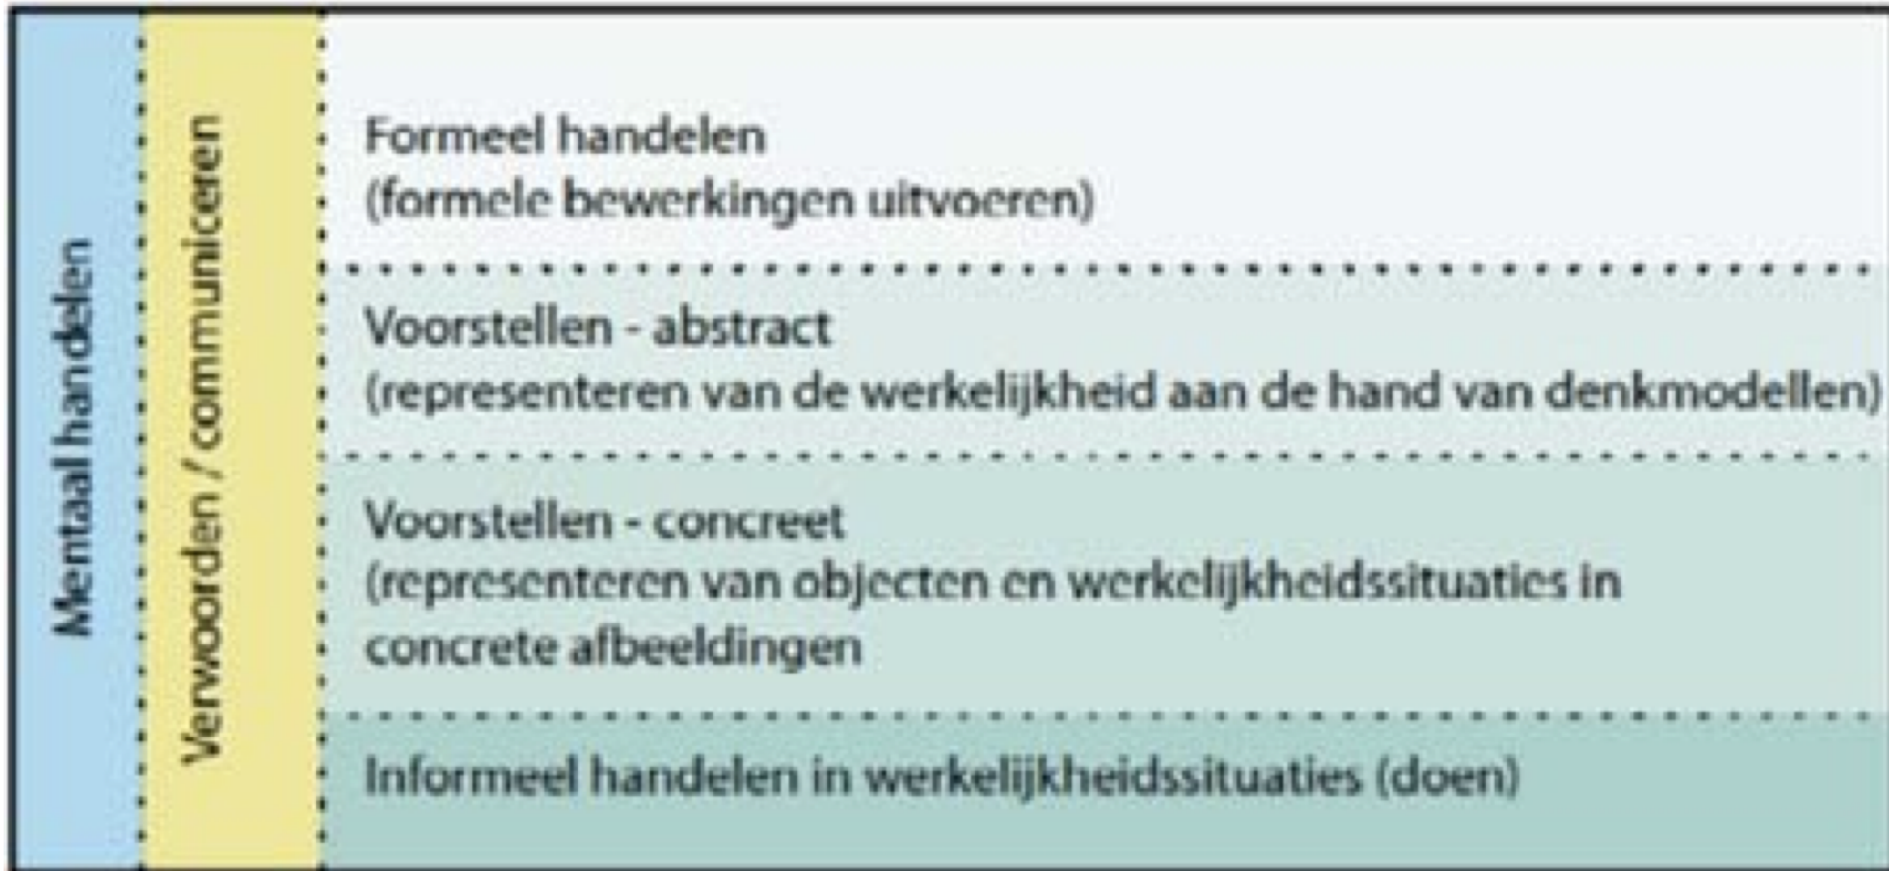 Mentaal handelen
Verwoorden / communiceren
Formeel handelen
(formele bewerkingen uitvoeren)
Voorstellen - abstract
(representeren van de werkelijkheid aan de hand van denkmodellen)
Voorstellen - concreet
(representeren van objecten en werkelijkheidssituaties in
concrete afbeeldingen
Informeel handelen in werkelijkheidssituaties (doen)